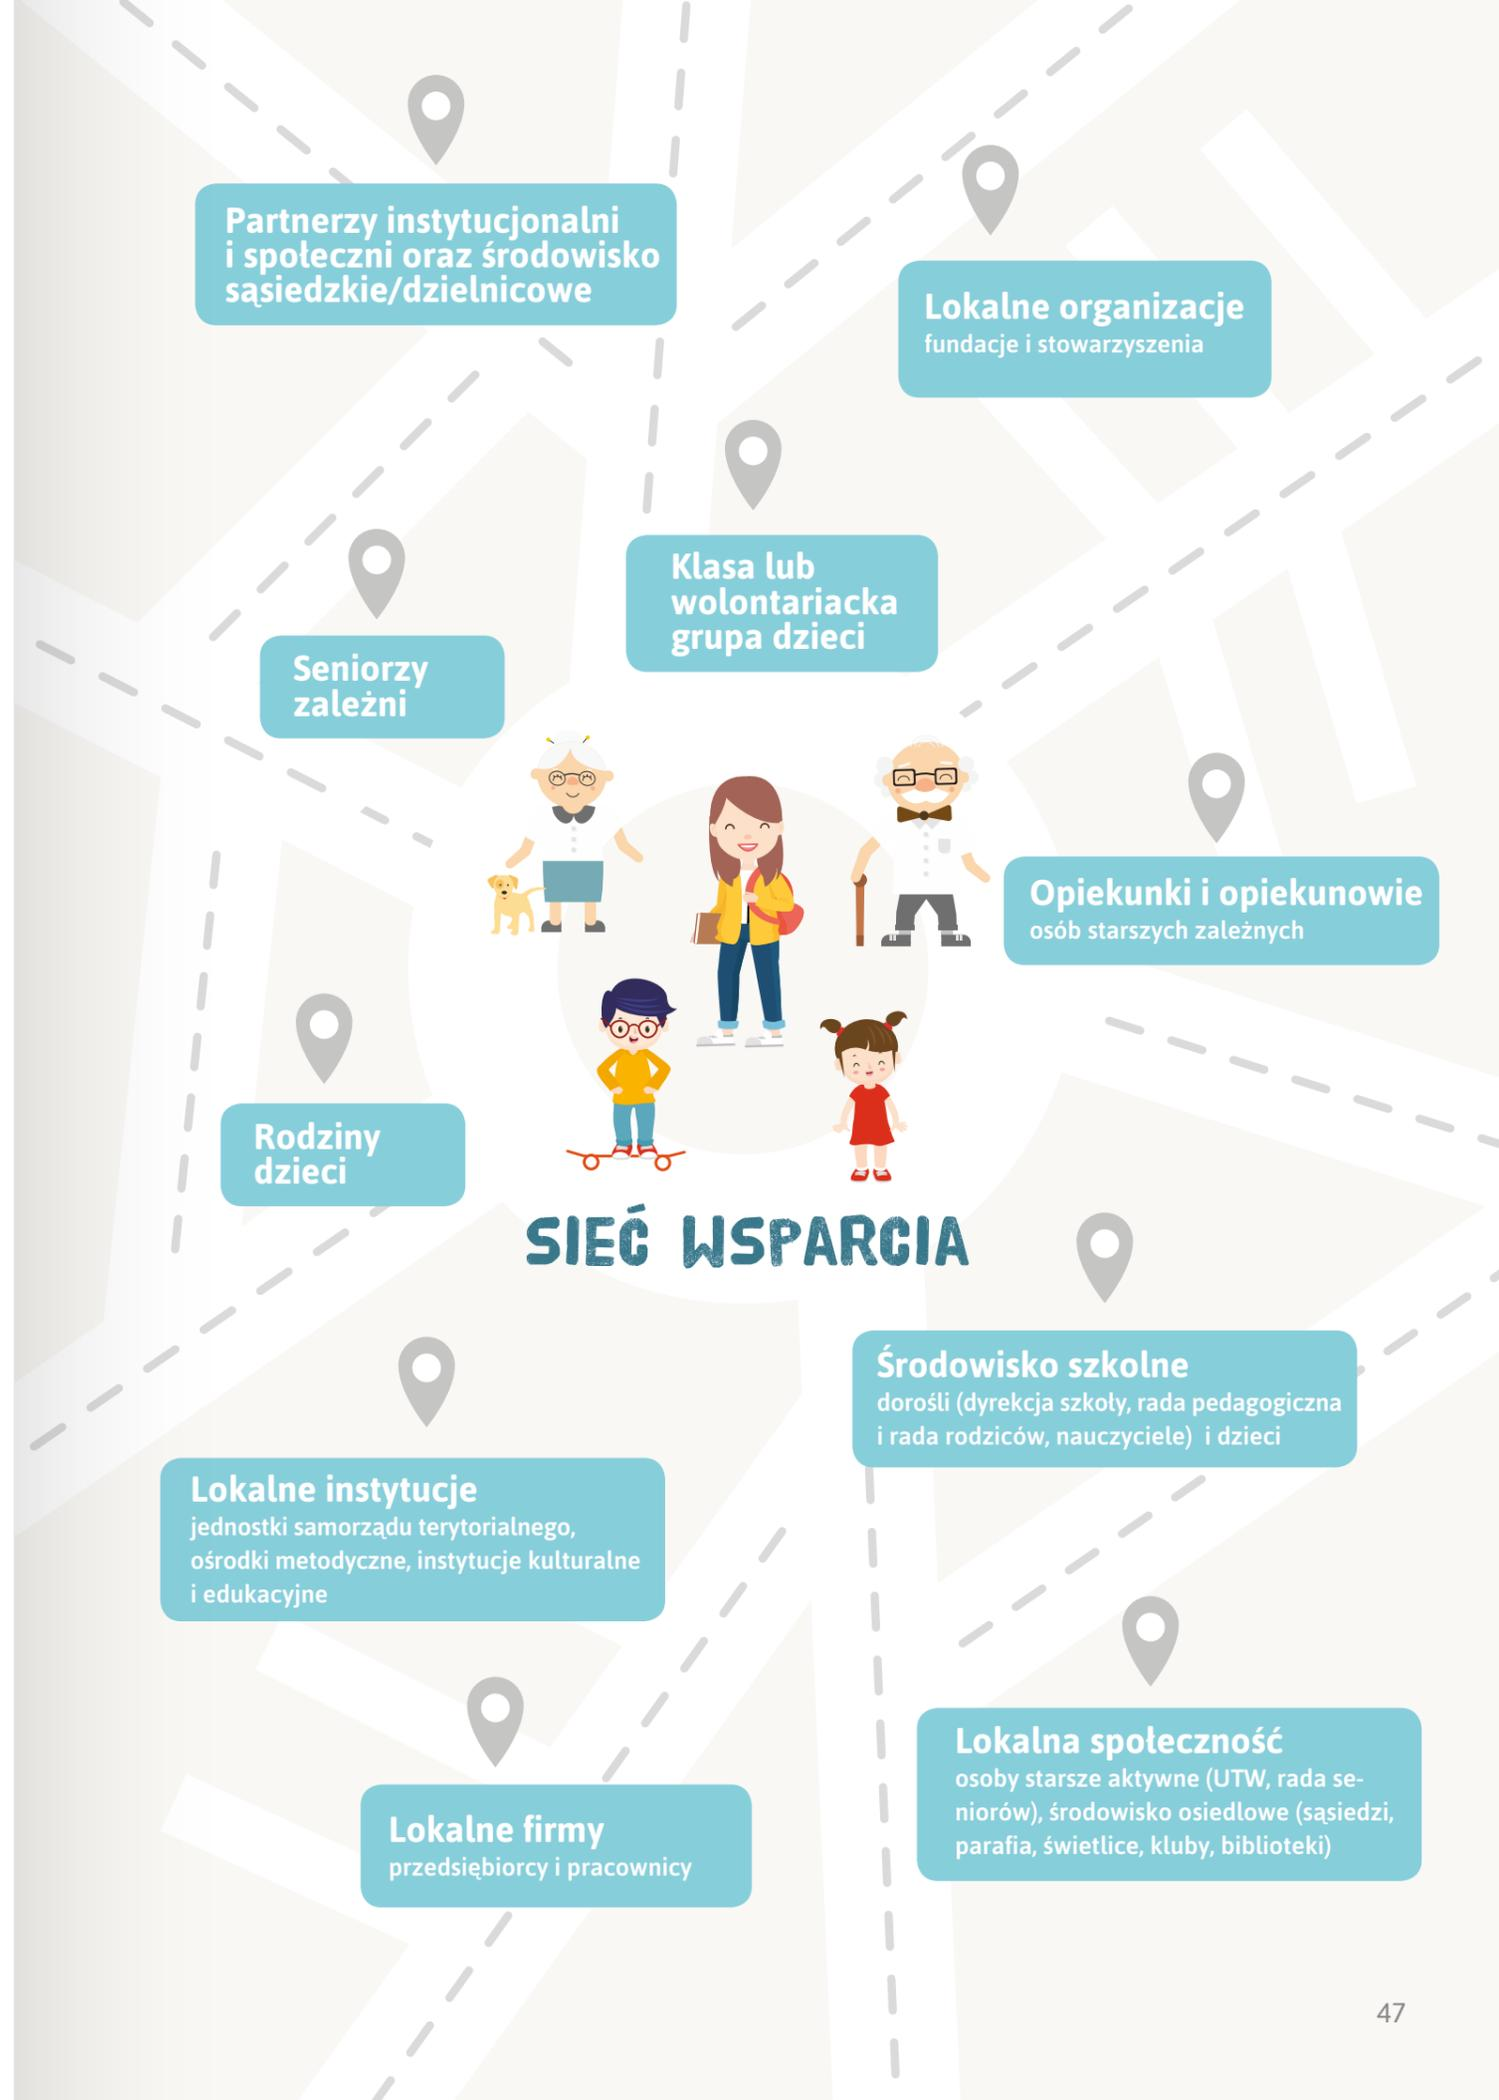 Partnerzy instytucjonalni
i społeczni oraz środowisko
sąsiedzkie/dzielnicowe
Lokalne organizacje
fundacje i stowarzyszenia
Klasa lub
wolontariacka
grupa dzieci
Seniorzy
zależni
Opiekunki i opiekunowie
osób starszych zależnych
Rodziny
dzieci
SIEĆ WSPARCIA
Środowisko szkolne
dorośli (dyrekcja szkoły, rada pedagogiczna
i rada rodziców, nauczyciele)  i dzieci
Lokalne instytucje
jednostki samorządu terytorialnego,
ośrodki metodyczne, instytucje kulturalne
i edukacyjne
Lokalna społeczność
osoby starsze aktywne (UTW, rada se-
niorów), środowisko osiedlowe (sąsiedzi,
parafia, świetlice, kluby, biblioteki)
Lokalne firmy
przedsiębiorcy i pracownicy
47